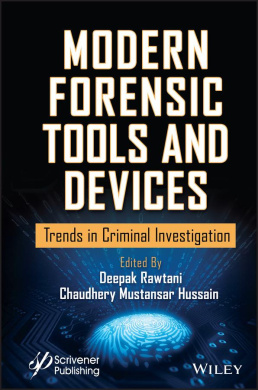 MODERN
FORENSIC
TOOLS AND
DEVICES
Trends in Criminal Investigation
Edited By
Deepak Rawtani
Chaudhery Mustansar Hussain
Scrivener
Publishing
WILEY